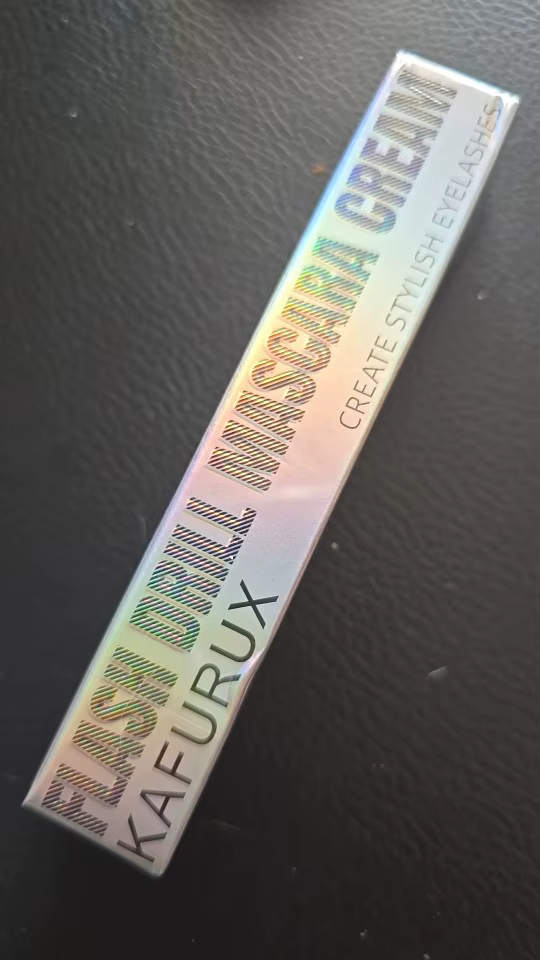 FLASH DRILL MASCARA CREAM
KAFURUX
CREATE STYLISH EYELASHES